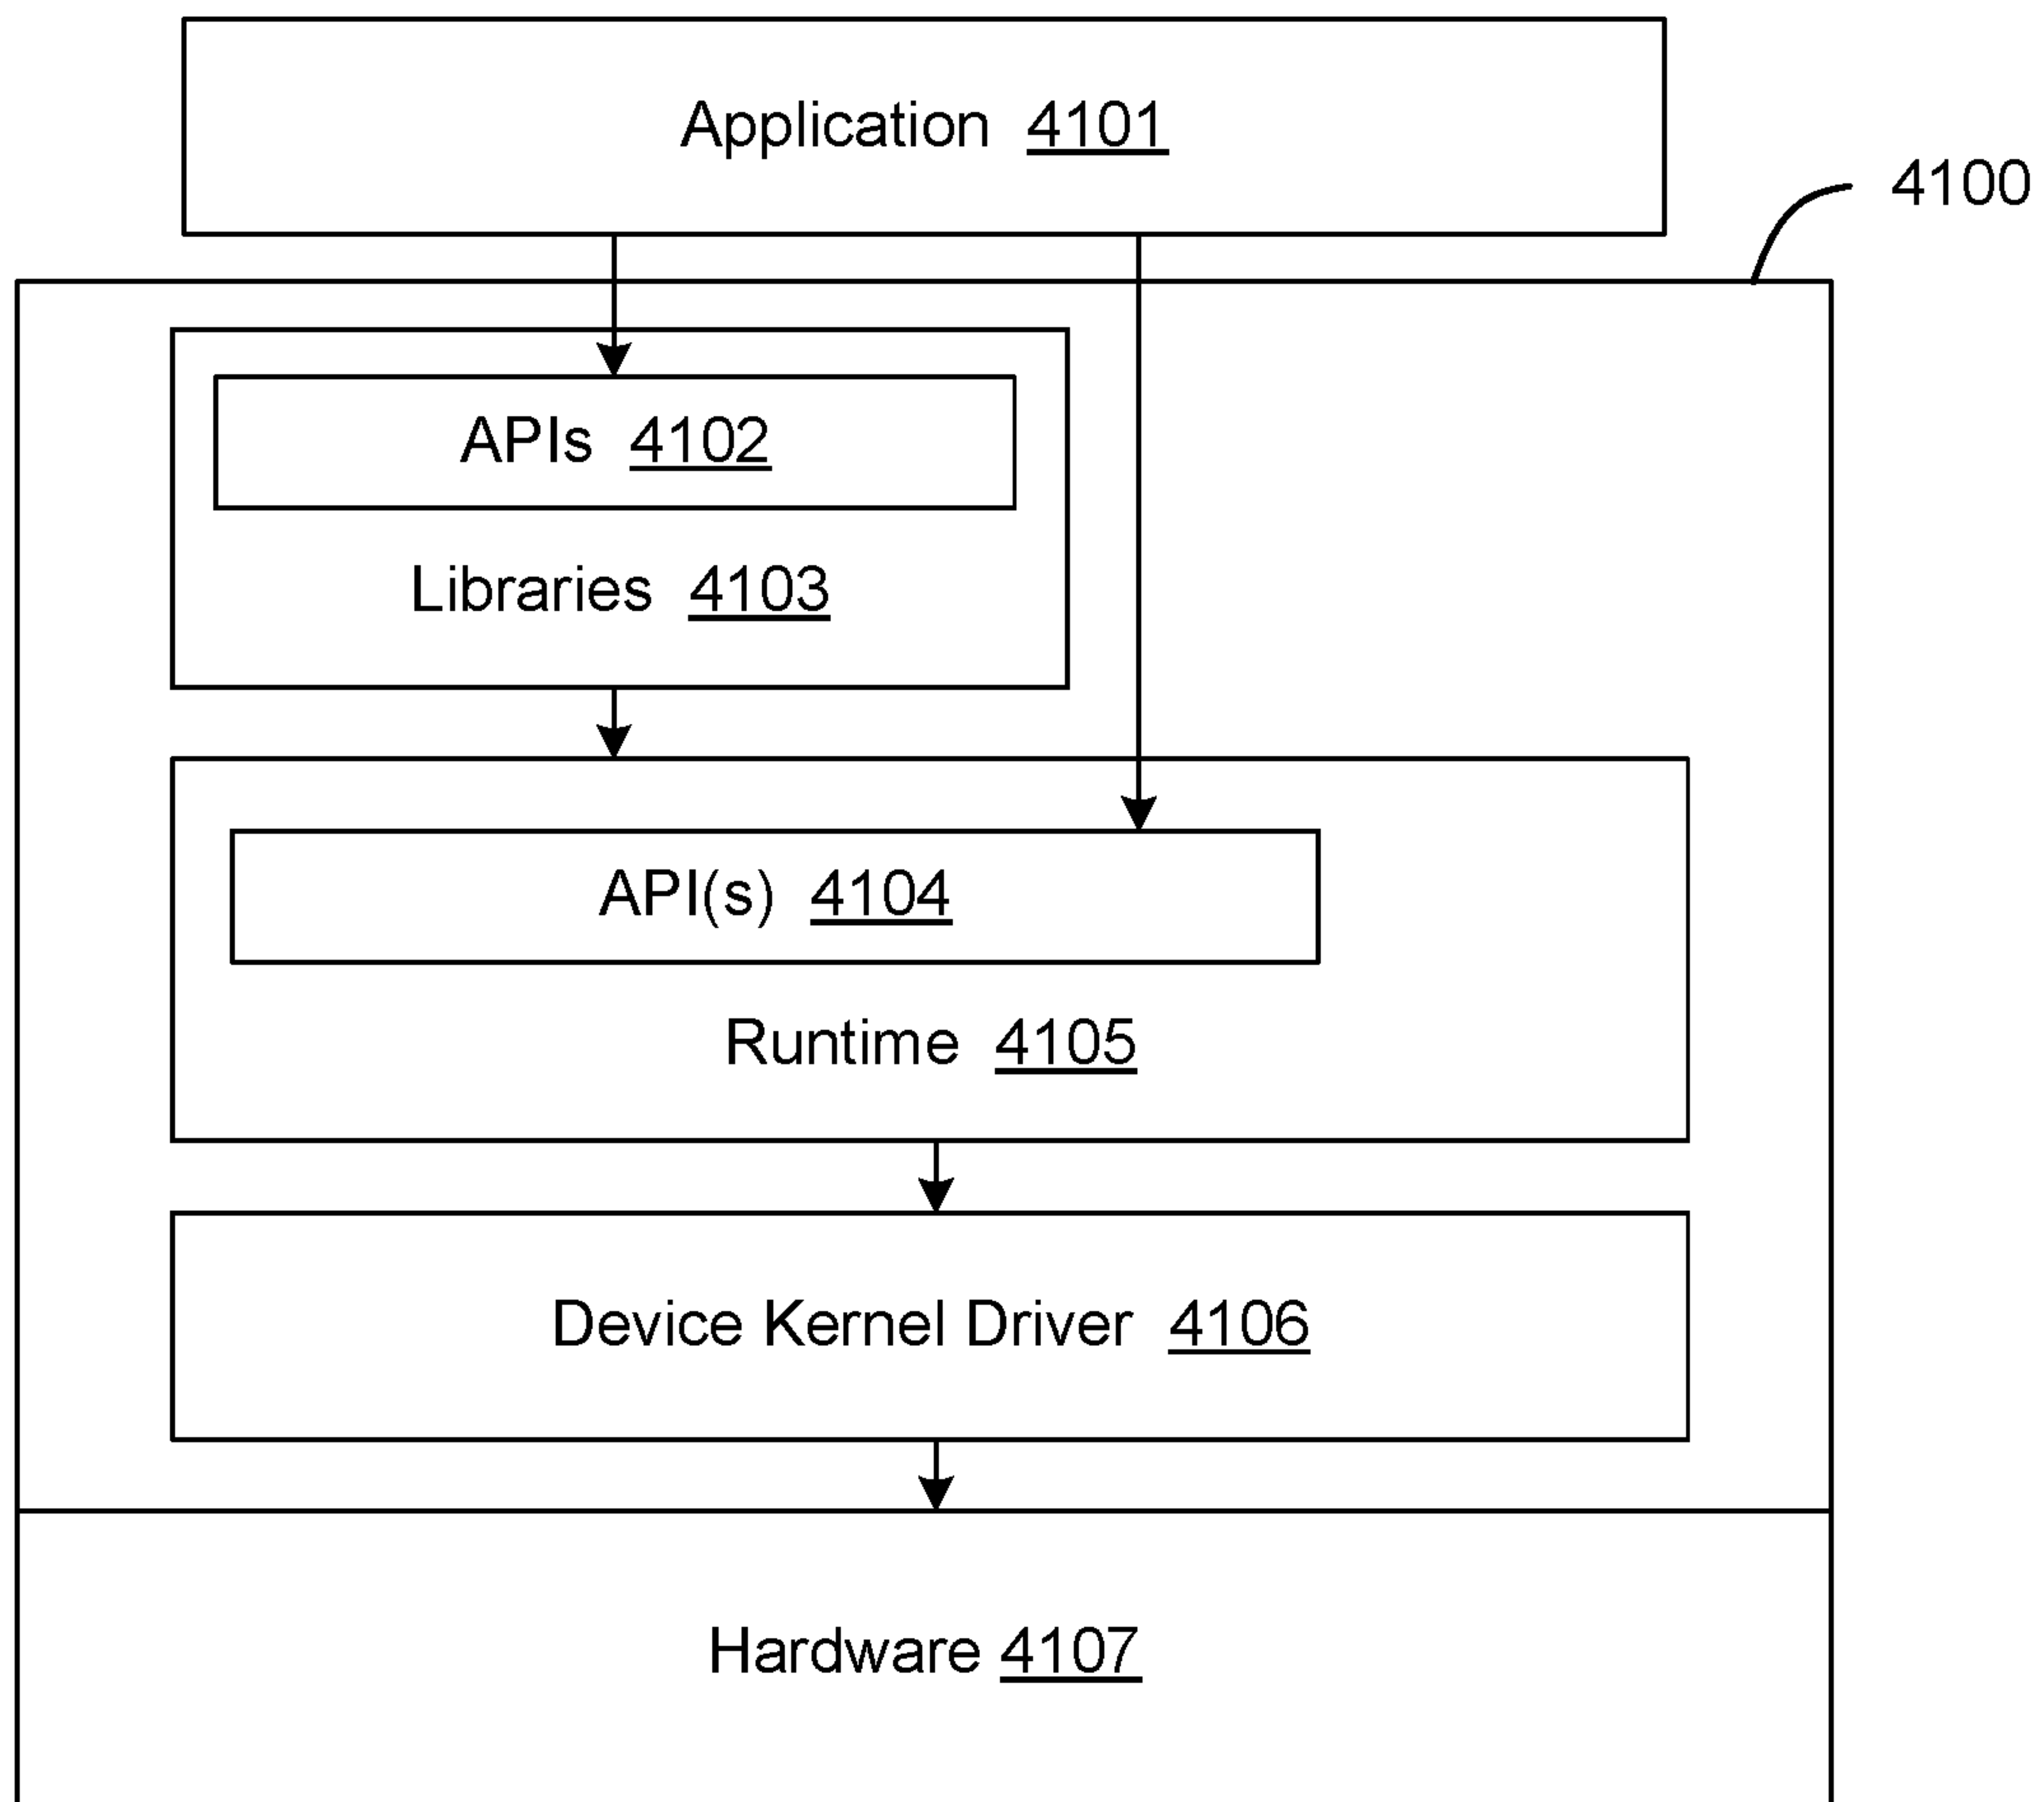 Application 4101
4100
APIs 4102
Libraries 4103
API(s) 4104
Runtime 4105
Device Kernel Driver 4106
Hardware 4107